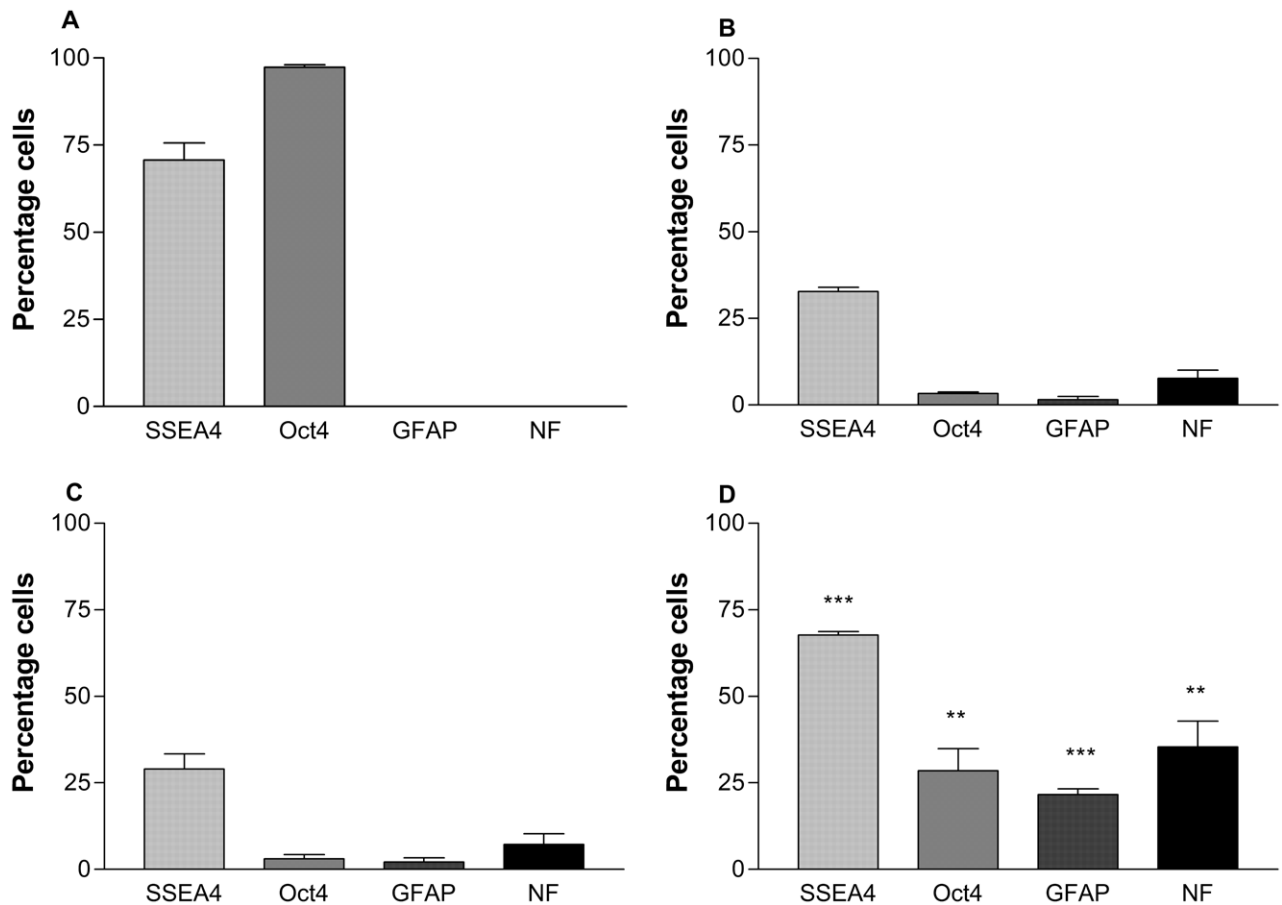 A
Percentage cells
100
75
50
25
0
SSEA4 Oct4 GFAP NF
B
Percentage cells
100
75
50
25
0
SSEA4 Oct4 GFAP NF
C
Percentage cells
100
75
50
25
0
SSEA4 Oct4 GFAP NF
D
Percentage cells
100
75
50
25
0
***
**
***
**
SSEA4 Oct4 GFAP NF